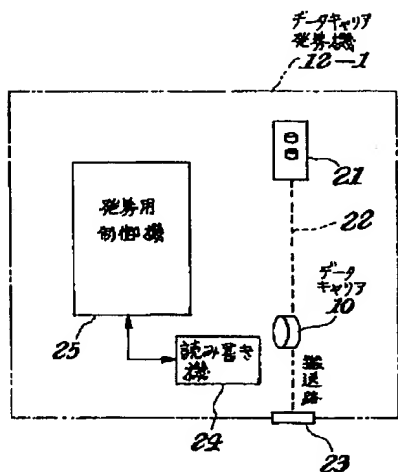 データキャリア
発券機
12-1
21
発券用
制御機
22
データ
キャリア
10
25
読み書き
機
搬送路
24
23